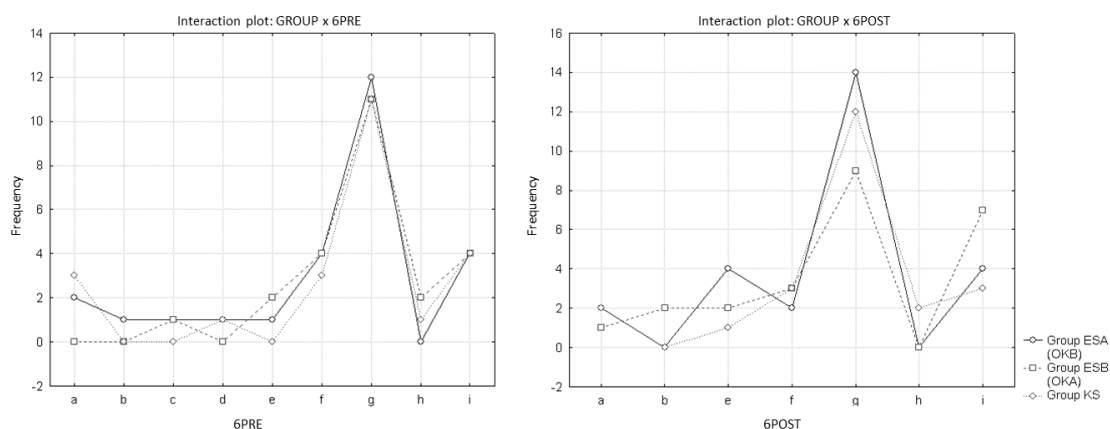 Interaction plot: GROUP x 6PRE
14
12
10
8
6
4
2
0
-2
Frequency
a b c d e f g h i
6PRE
Interaction plot: GROUP x 6POST
16
14
12
10
8
6
4
2
0
-2
Frequency
a b e f g h i
6POST
Group ESA
(OKB)
Group ESB
(OKA)
Group KS